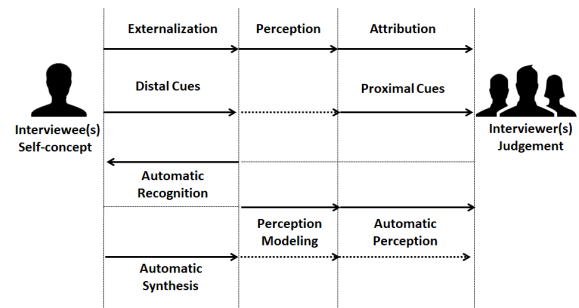 Externalization
Perception
Attribution
Distal Cues
Proximal Cues
Interviewee(s)
Self-concept
Interviewer(s)
Judgement
Automatic
Recognition
Perception
Modeling
Automatic
Perception
Automatic
Synthesis